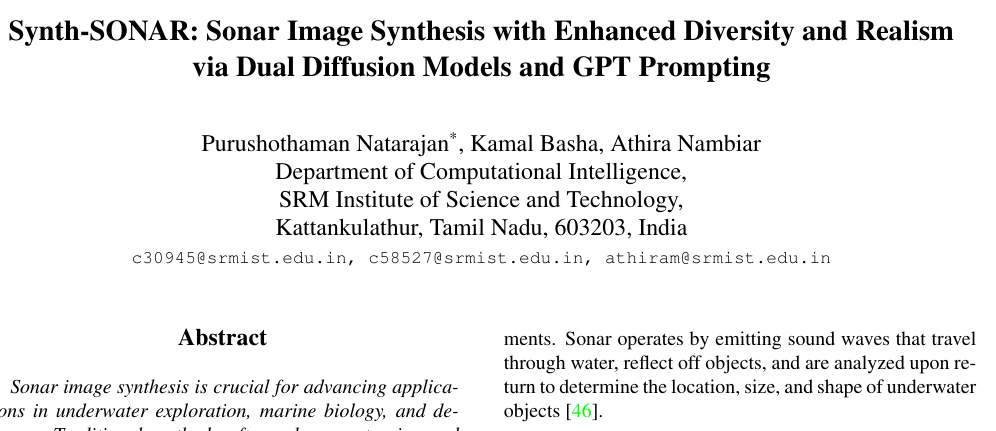 Synth-SONAR: Sonar Image Synthesis with Enhanced Diversity and Realism
via Dual Diffusion Models and GPT Prompting
Purushothaman Natarajan*, Kamal Basha, Athira Nambiar
Department of Computational Intelligence,
SRM Institute of Science and Technology,
Kattankulathur, Tamil Nadu, 603203, India
c30945@srmist.edu.in, c58527@srmist.edu.in, athiram@srmist.edu.in
Abstract
Sonar image synthesis is crucial for advancing applica-
ons in underwater exploration, marine biology, and de-
ments. Sonar operates by emitting sound waves that travel
through water, reflect off objects, and are analyzed upon re-
turn to determine the location, size, and shape of underwater
objects [46].